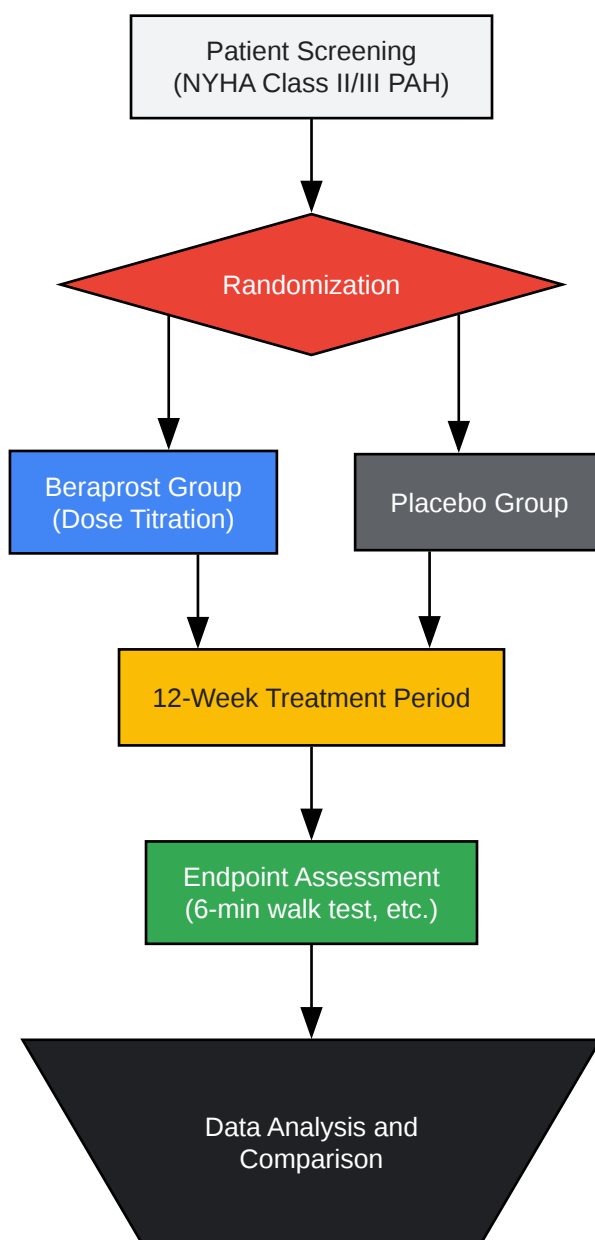 Patient Screening
(NYHA Class II/III PAH)
Randomization
Beraprost Group
(Dose Titration)
Placebo Group
12-Week Treatment Period
Endpoint Assessment
(6-min walk test, etc.)
Data Analysis and
Comparison